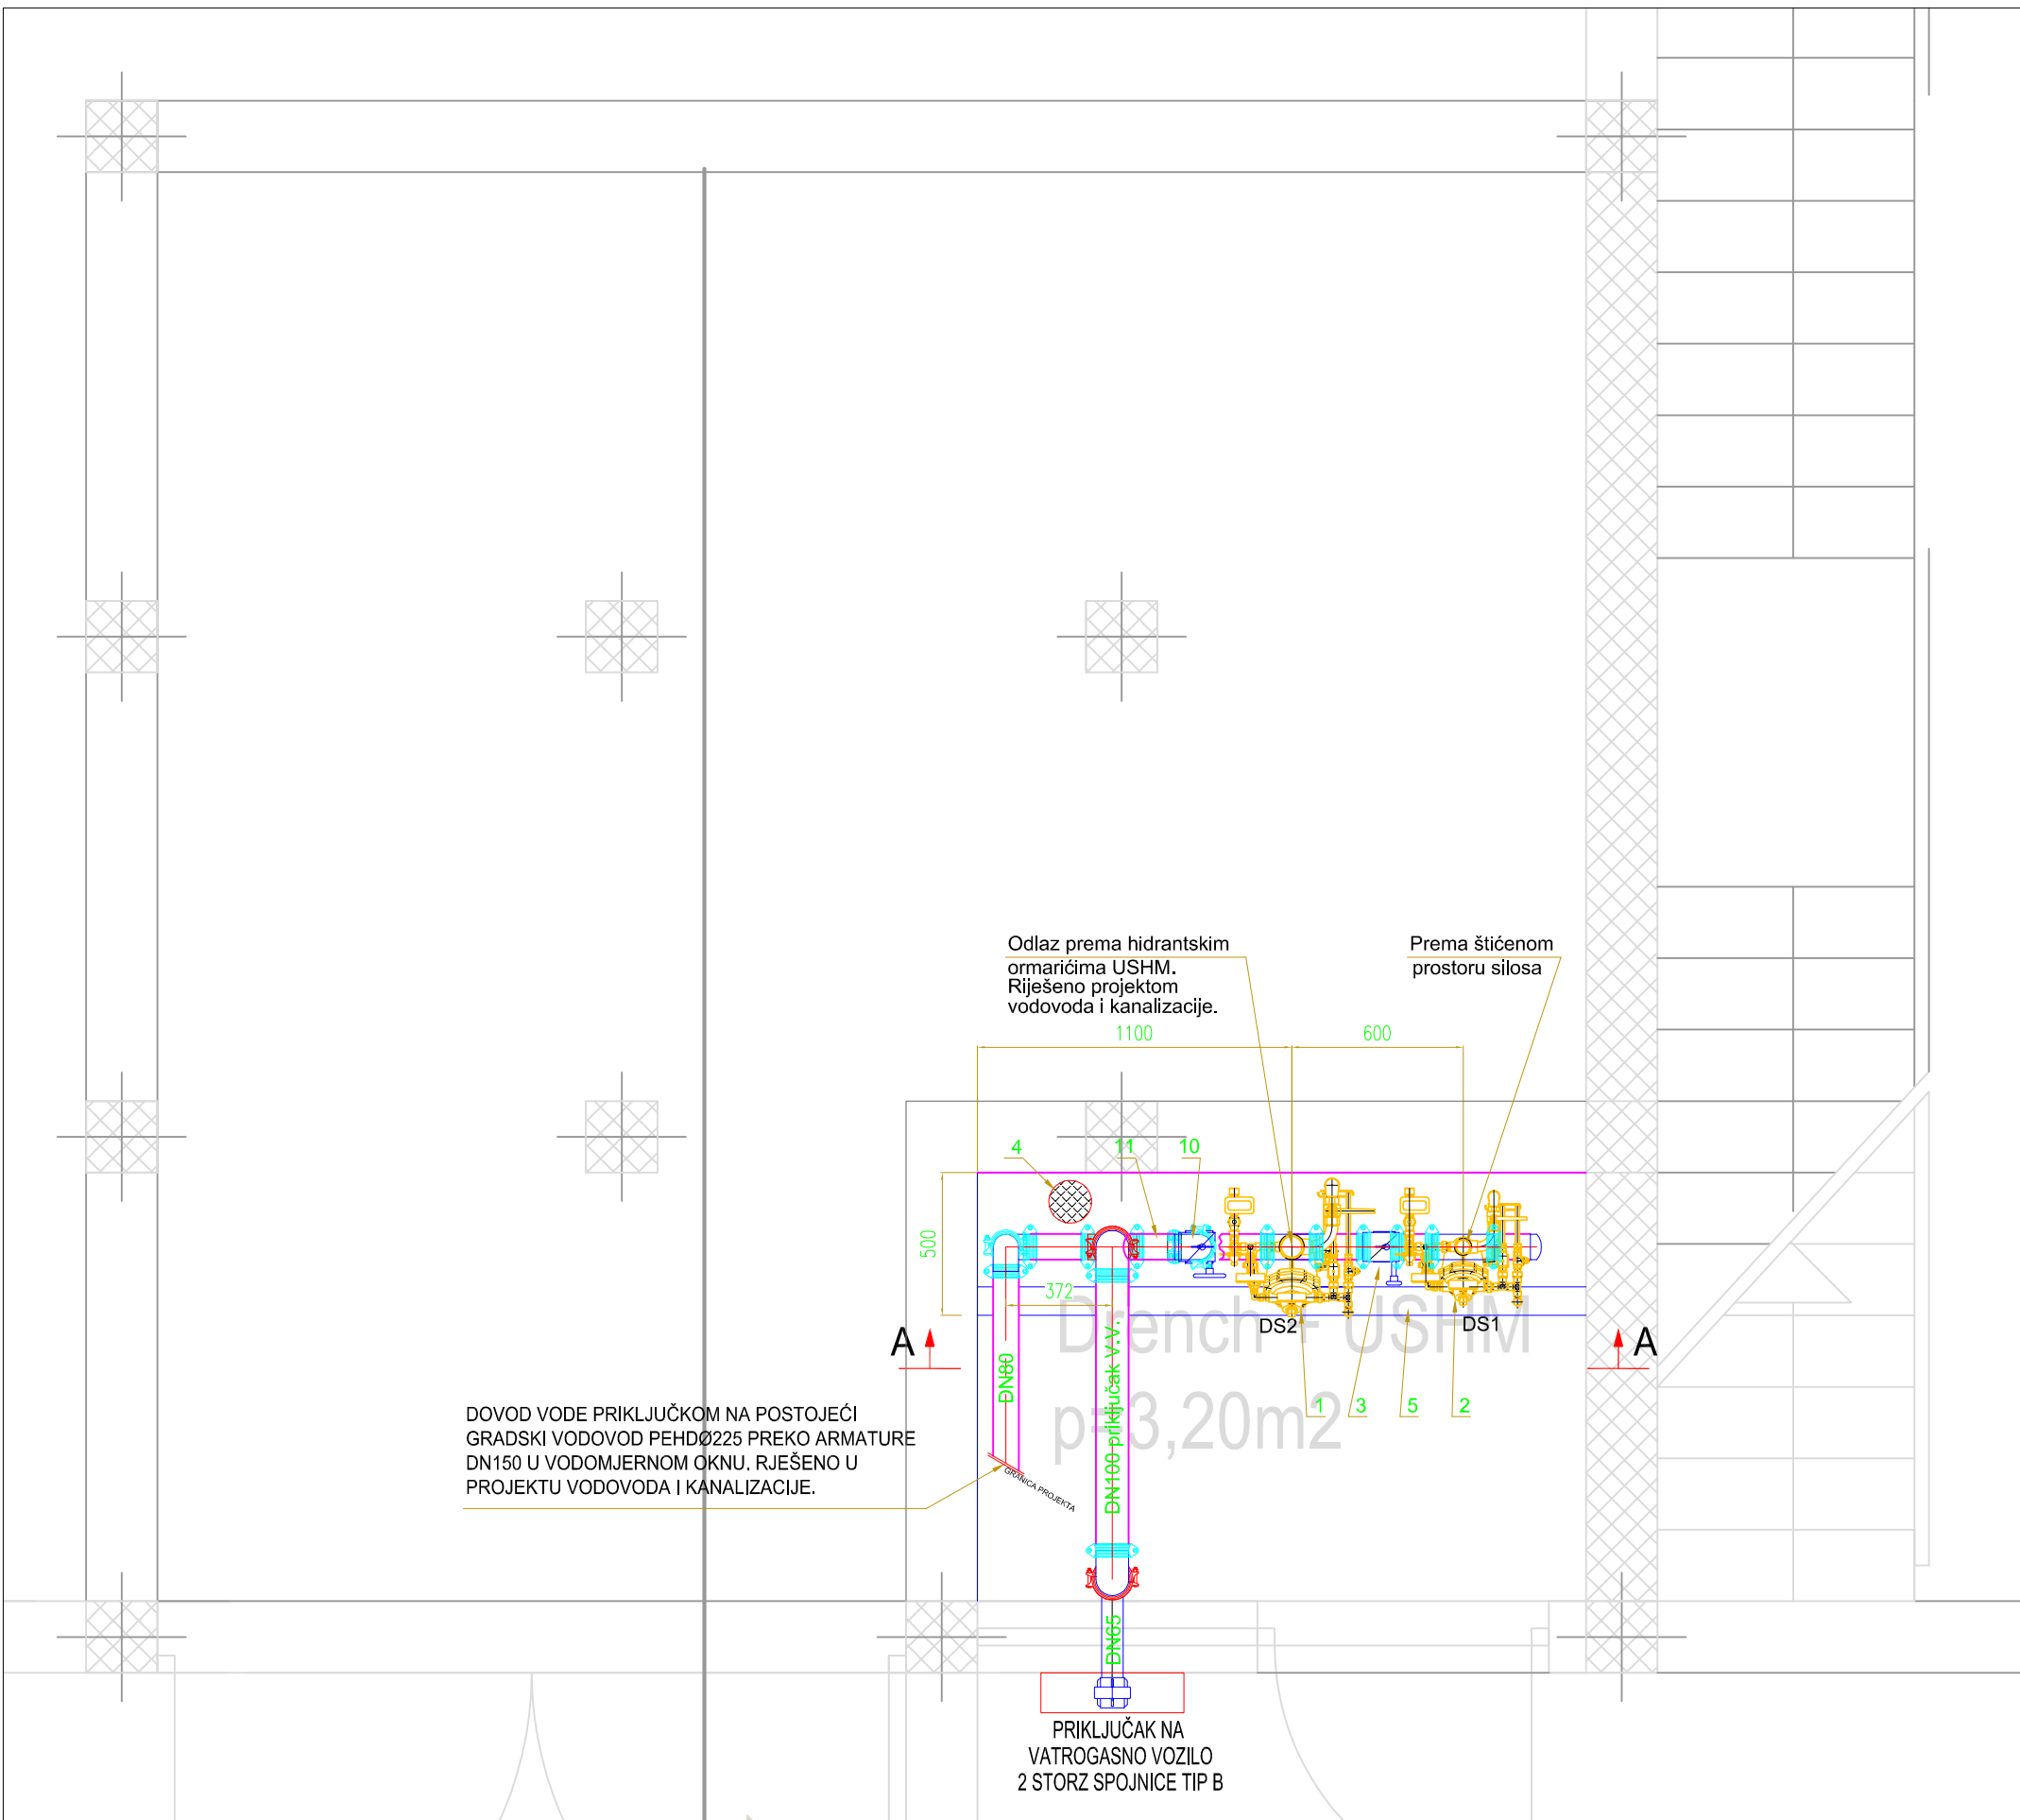 Odlaz prema hidrantskim
ormarićima USHM.
Riješeno projektom
vodovoda i kanalizacije.
Prema štićenom
prostoru silosa
1100
600
4
11
10
500
372
Drench + USHM
p=3,20m2
DS2
DS1
A
A
DN80
DN100 priključak V.V.
1
3
5
2
DOVOD VODE PRIKLJUČKOM NA POSTOJEĆI
GRADSKI VODOVOD PEHDØ225 PREKO ARMATURE
DN150 U VODOMJERNOM OKNU. RJEŠENO U
PROJEKTU VODOVODA I KANALIZACIJE.
GRANICA PROJEKTA
DN65
PRIKLJUČAK NA
VATROGASNO VOZILO
2 STORZ SPOJNICE TIP B